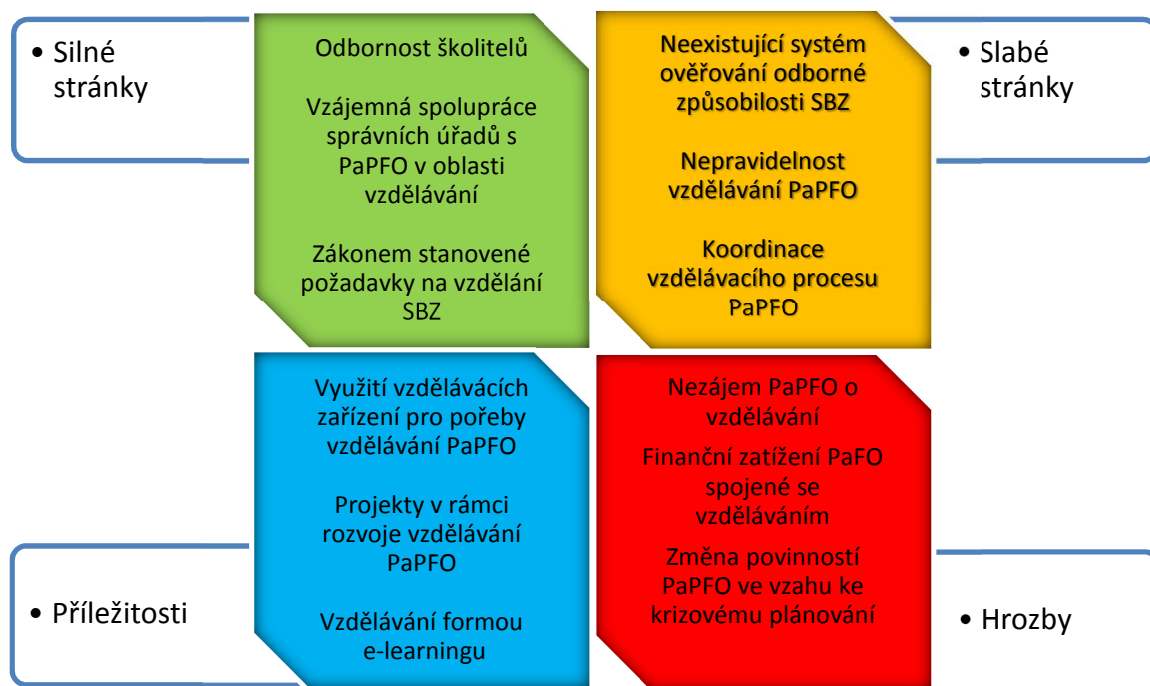 • Silné
stránky
Odbornost školitelů
Vzájemná spolupráce
správních úřadů s
PaPFO v oblasti
vzdělávání
Zákonem stanovené
požadavky na vzdělání
SBZ
Neexistující systém
ověřování odborné
způsobilosti SBZ
Nepravidelnost
vzdělávání PaPFO
Koordinace
vzdělávacího procesu
PaPFO
• Slabé
stránky
• Příležitosti
Využití vzdělávácích
zařízení pro pořeby
vzdělávání PaPFO
Projekty v rámci
rozvoje vzdělávání
PaPFO
Vzdělávání formou
e-learningu
Nezájem PaPFO o
vzdělávání
Finanční zatížení PaFO
spojené se
vzděláváním
Změna povinností
PaPFO ve vzahu ke
krizovému plánování
• Hrozby